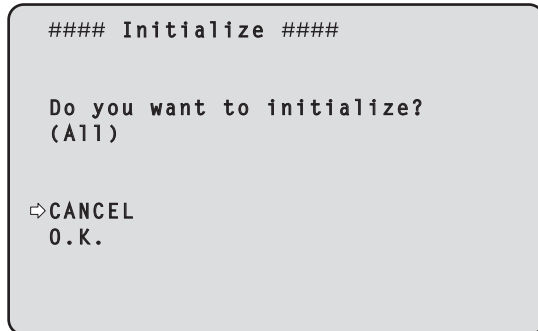 #### Initialize ####
Do you want to initialize?
(All)
⇨CANCEL
O.K.